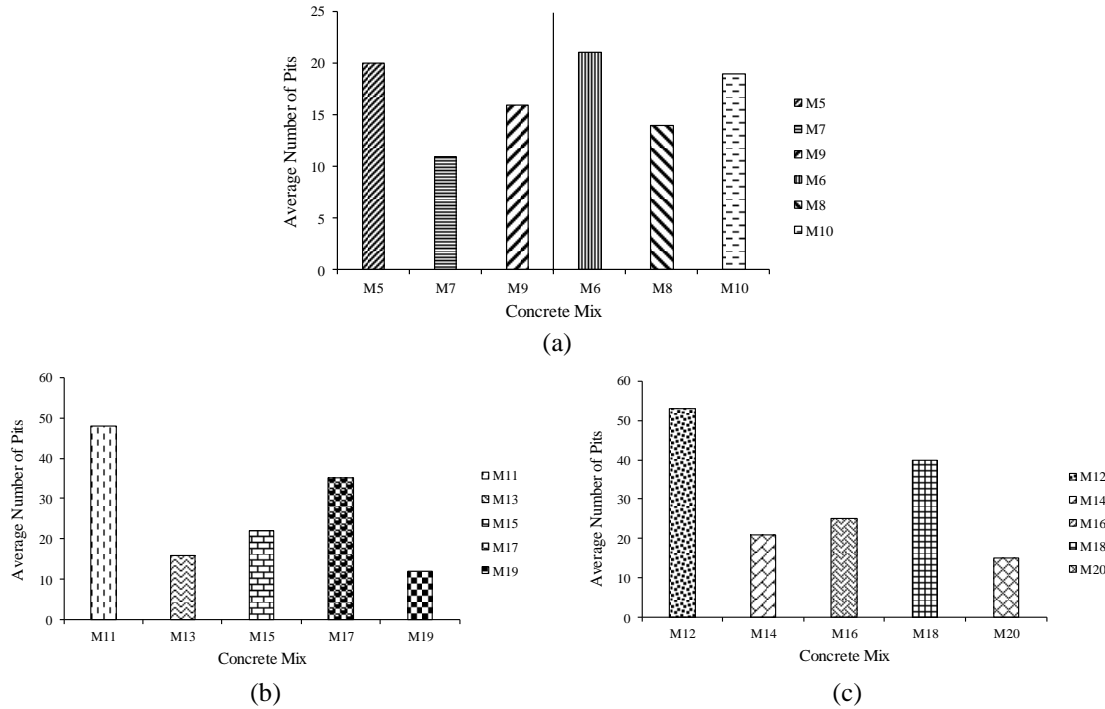 25
20
15
10
5
0
Average Number of Pits
M5 M7 M9 M6 M8 M10
Concrete Mix
M5
M7
M9
M6
M8
M10
(a)
60
50
40
30
20
10
0
Average Number of Pits
M11 M13 M15 M17 M19
Concrete Mix
M11
M13
M15
M17
M19
(b)
60
50
40
30
20
10
0
Average Number of Pits
M12 M14 M16 M18 M20
Concrete Mix
M12
M14
M16
M18
M20
(c)